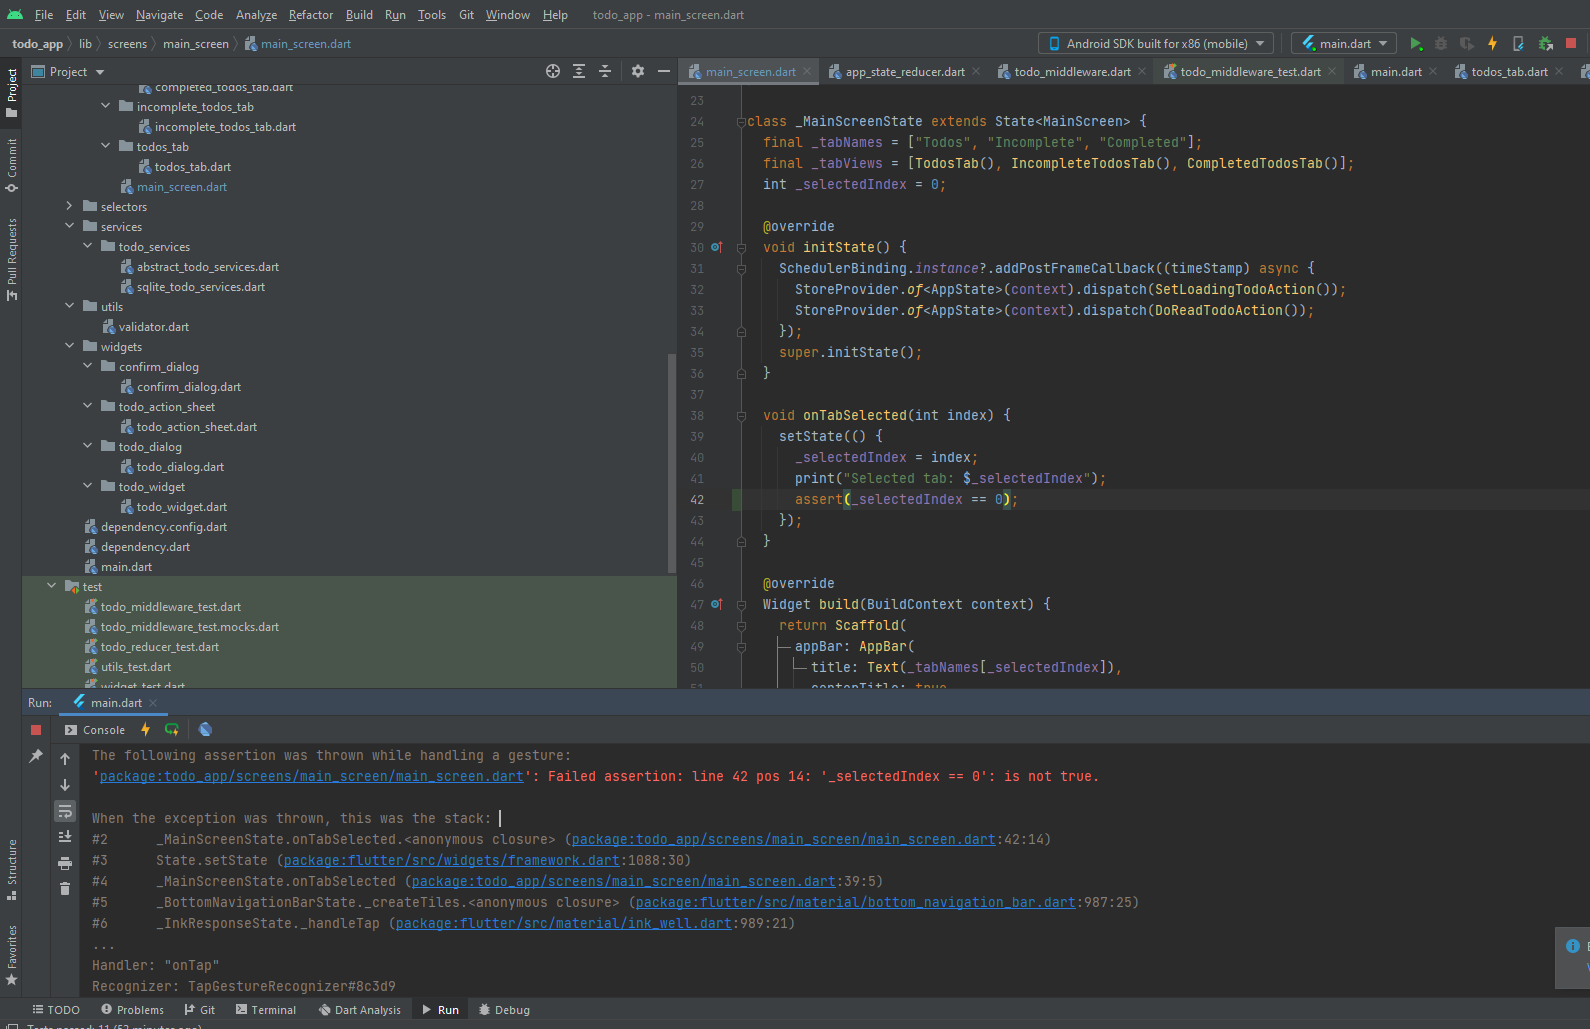 File Edit View Navigate Code Analyze Refactor Build Run Tools Git Window Help todo_app - main_screen.dart
todo_app lib screens main_screen main_screen.dart Android SDK built for x86 (mobile) main.dart
Project
main_screen.dart app_state_reducer.dart todo_middleware.dart todo_middleware_test.dart main.dart todos_tab.dart
Project
Commit
Pull Requests
Structure
Favorites
completed_todos_tab.dart
incomplete_todos_tab
incomplete_todos_tab.dart
todos_tab
todos_tab.dart
main_screen.dart
selectors
services
todo_services
abstract_todo_services.dart
sqlite_todo_services.dart
utils
validator.dart
widgets
confirm_dialog
confirm_dialog.dart
todo_action_sheet
todo_action_sheet.dart
todo_dialog
todo_dialog.dart
todo_widget
todo_widget.dart
dependency.config.dart
dependency.dart
main.dart
test
todo_middleware_test.dart
todo_middleware_test.mocks.dart
todo_reducer_test.dart
utils_test.dart
widget_test.dart
23
24 class _MainScreenState extends State<MainScreen> {
25 final _tabNames = ["Todos", "Incomplete", "Completed"];
26 final _tabViews = [TodosTab(), IncompleteTodosTab(), CompletedTodosTab()];
27 int _selectedIndex = 0;
28
29 @override
30 void initState() {
31 SchedulerBinding.instance?.addPostFrameCallback((timeStamp) async {
32 StoreProvider.of<AppState>(context).dispatch(SetLoadingTodoAction());
33 StoreProvider.of<AppState>(context).dispatch(DoReadTodoAction());
34 });
35 super.initState();
36 }
37
38 void onTabSelected(int index) {
39 setState(() {
40 _selectedIndex = index;
41 print("Selected tab: $_selectedIndex");
42 assert(_selectedIndex == 0);
43 });
44 }
45
46 @override
47 Widget build(BuildContext context) {
48 return Scaffold(
49 appBar: AppBar(
50 title: Text(_tabNames[_selectedIndex]),
51 centerTitle: true
Run: main.dart
Console
The following assertion was thrown while handling a gesture:
'package:todo_app/screens/main_screen/main_screen.dart': Failed assertion: line 42 pos 14: '_selectedIndex == 0': is not true.
When the exception was thrown, this was the stack:
#2 _MainScreenState.onTabSelected.<anonymous closure> (package:todo_app/screens/main_screen/main_screen.dart:42:14)
#3 State.setState (package:flutter/src/widgets/framework.dart:1088:30)
#4 _MainScreenState.onTabSelected (package:todo_app/screens/main_screen/main_screen.dart:39:5)
#5 _BottomNavigationBarState._createTiles.<anonymous closure> (package:flutter/src/material/bottom_navigation_bar.dart:987:25)
#6 _InkResponseState._handleTap (package:flutter/src/material/ink_well.dart:989:21)
...
Handler: "onTap"
Recognizer: TapGestureRecognizer#8c3d9
TODO Problems Git Terminal Dart Analysis Run Debug
Tests passed: 11 (52 minutes ago)